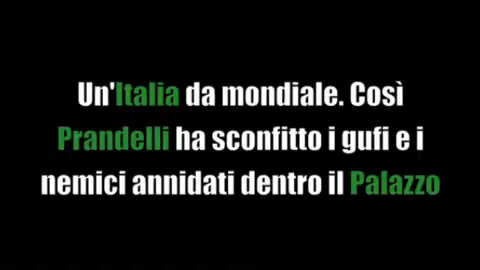 Un'Italia da mondiale. Così
Prandelli ha sconfitto i gufi e i
nemici annidati dentro il Palazzo